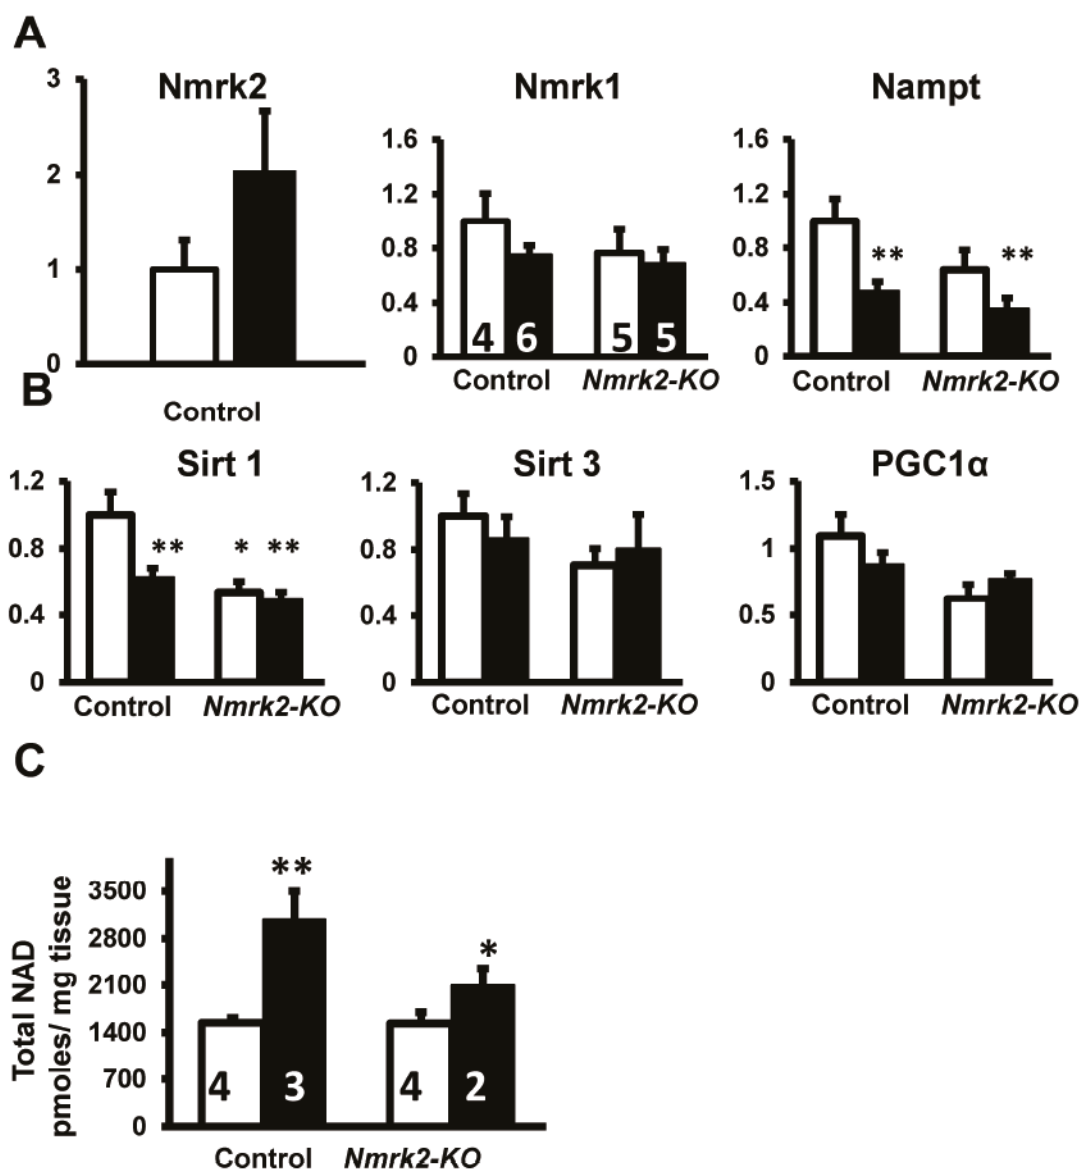 A
Nmrk2
3
2
1
0
Control
Nmrk1
1.6
1.2
0.8
0.4
0
4 6 5 5
Control Nmrk2-KO
Nampt
1.6
1.2
0.8
0.4
0
** **
Control Nmrk2-KO
B
Sirt 1
1.2
0.8
0.4
0
** * **
Control Nmrk2-KO
Sirt 3
1.2
0.8
0.4
0
Control Nmrk2-KO
PGC1α
1.5
1
0.5
0
Control Nmrk2-KO
C
Total NAD
pmoles/ mg tissue
3500
2800
2100
1400
700
0
** *
4 3 4 2
Control Nmrk2-KO